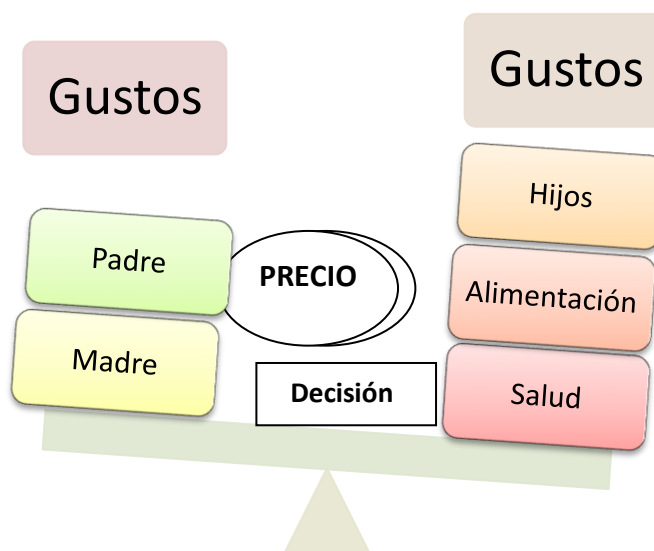 Gustos
Gustos
Hijos
Padre
PRECIO
Alimentación
Madre
Decisión
Salud